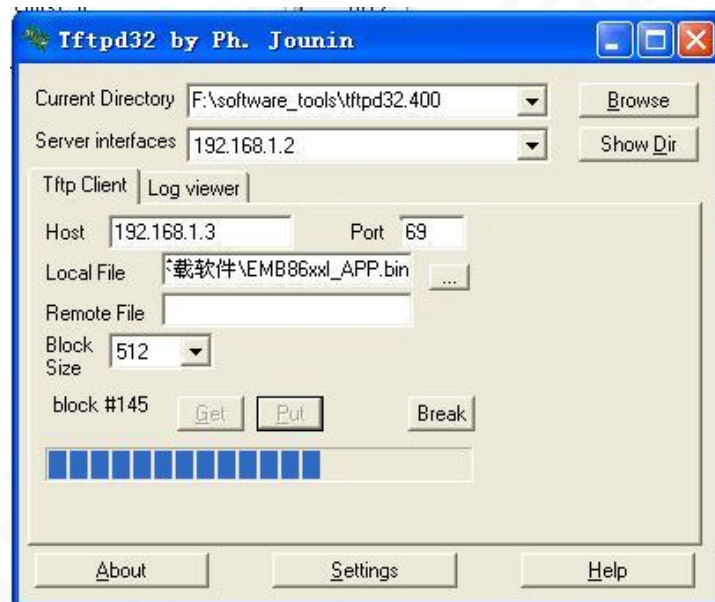 Tftpd32 by Ph. Jounin
Current Directory F:\software_tools\tftpd32.400 Browse
Server interfaces 192.168.1.2 Show Dir
Tftp Client Log viewer
Host 192.168.1.3 Port 69
Local File 载软件\EMB86xxI_APP.bin ...
Remote File
Block
Size 512
block #145 Get Put Break
About Settings Help